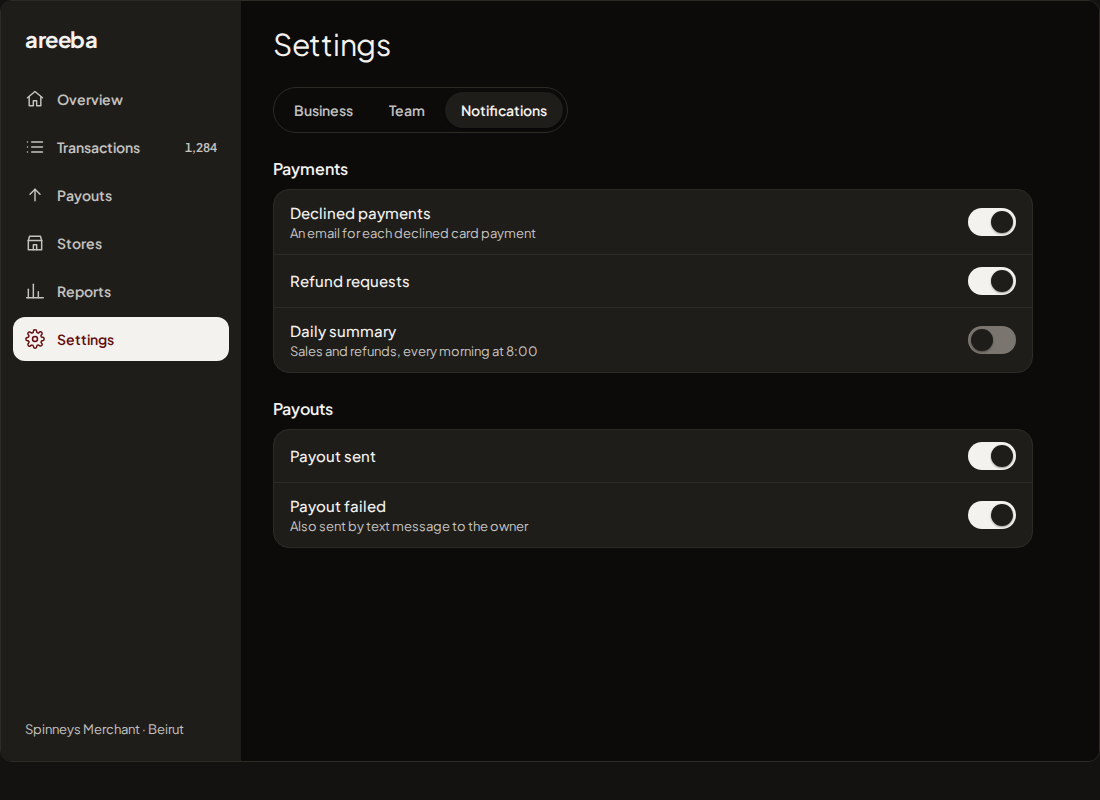 areeba
Overview
Transactions 1,284
Payouts
Stores
Reports
Settings
Spinneys Merchant · Beirut
Settings
Business Team Notifications
Payments
Declined payments
An email for each declined card payment
Refund requests
Daily summary
Sales and refunds, every morning at 8:00
Payouts
Payout sent
Payout failed
Also sent by text message to the owner